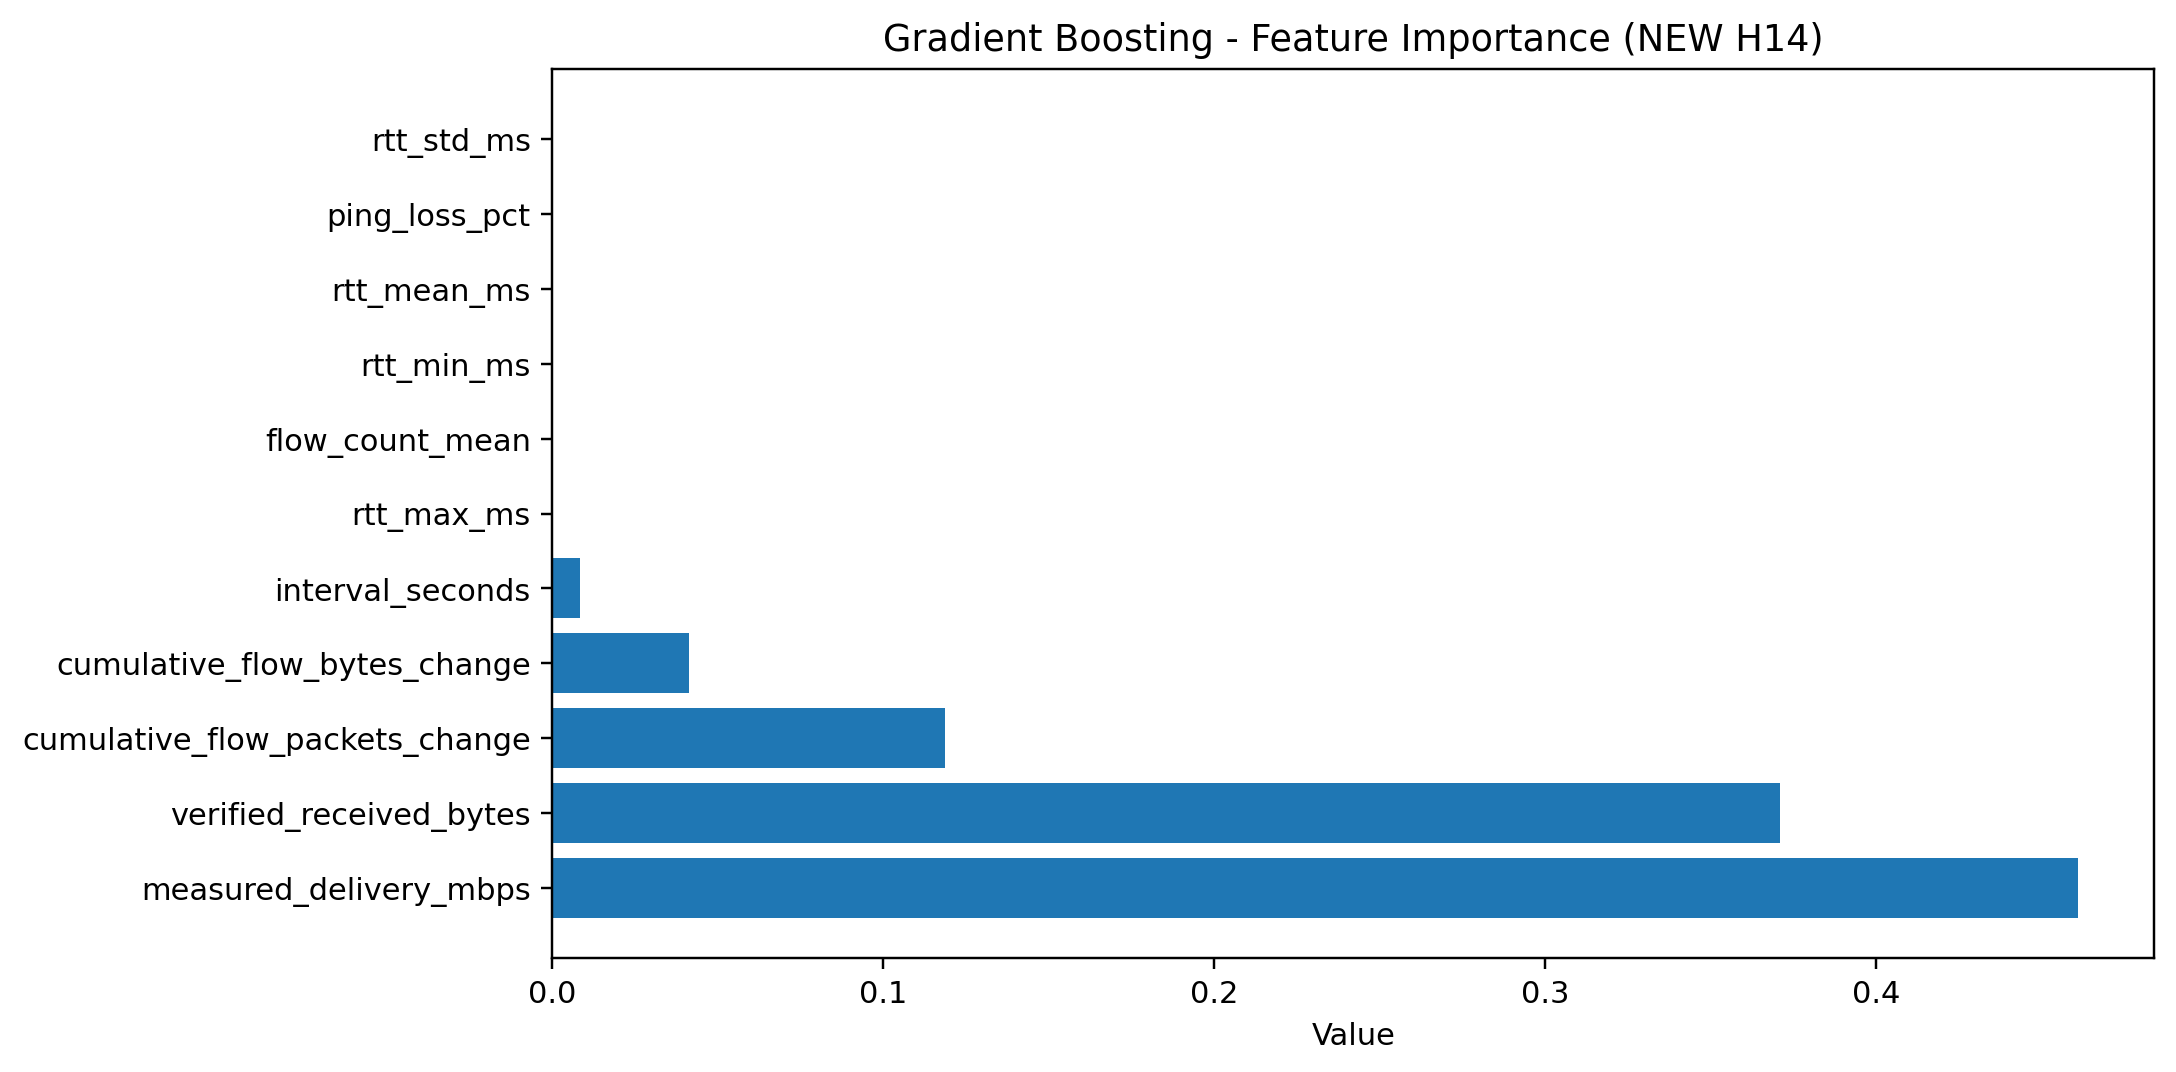 Gradient Boosting - Feature Importance (NEW H14)
rtt_std_ms
ping_loss_pct
rtt_mean_ms
rtt_min_ms
flow_count_mean
rtt_max_ms
interval_seconds
cumulative_flow_bytes_change
cumulative_flow_packets_change
verified_received_bytes
measured_delivery_mbps
0.0 0.1 0.2 0.3 0.4
Value